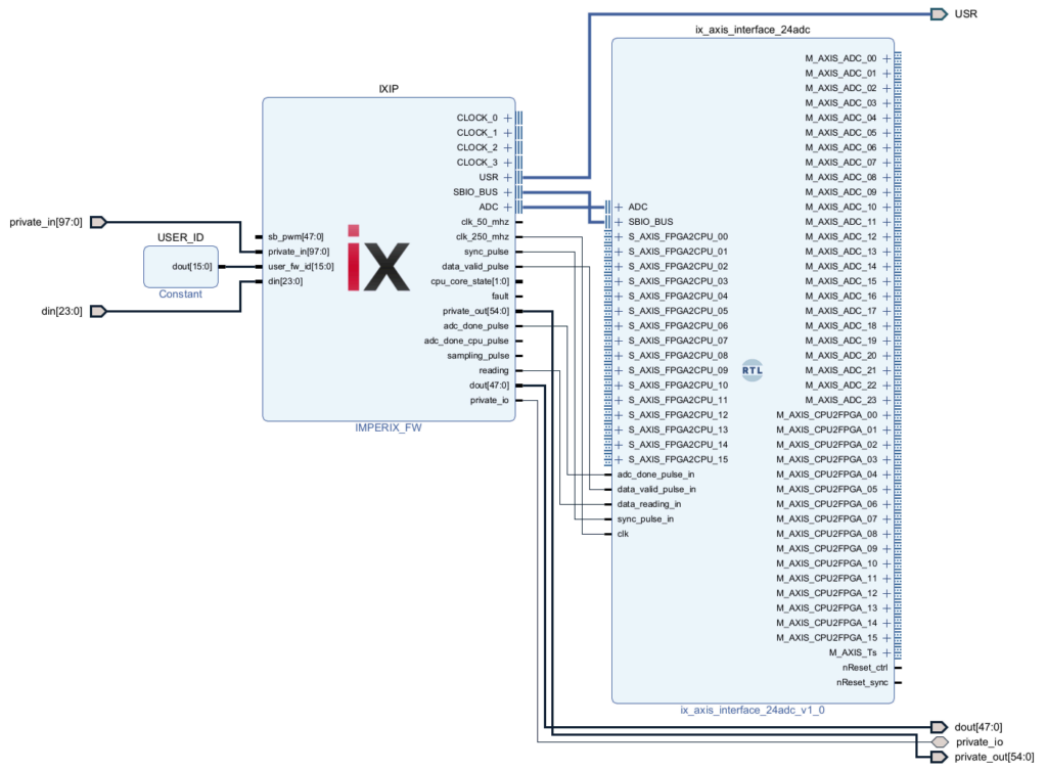 USR
ix_axis_interface_24adc
IXIP
private_in[97:0]
USER_ID
dout[15:0]
Constant
din[23:0]
sb_pwm[47:0]
private_in[97:0]
user_fw_id[15:0]
din[23:0]
ix
CLOCK_0
CLOCK_1
CLOCK_2
CLOCK_3
USR
SBIO_BUS
ADC
clk_50_mhz
clk_250_mhz
sync_pulse
data_valid_pulse
cpu_core_state[1:0]
fault
private_out[54:0]
adc_done_pulse
adc_done_cpu_pulse
sampling_pulse
reading
dout[47:0]
private_io
IMPERIX_FW
ADC
SBIO_BUS
S_AXIS_FPGA2CPU_00
S_AXIS_FPGA2CPU_01
S_AXIS_FPGA2CPU_02
S_AXIS_FPGA2CPU_03
S_AXIS_FPGA2CPU_04
S_AXIS_FPGA2CPU_05
S_AXIS_FPGA2CPU_06
S_AXIS_FPGA2CPU_07
S_AXIS_FPGA2CPU_08
S_AXIS_FPGA2CPU_09
S_AXIS_FPGA2CPU_10
S_AXIS_FPGA2CPU_11
S_AXIS_FPGA2CPU_12
S_AXIS_FPGA2CPU_13
S_AXIS_FPGA2CPU_14
S_AXIS_FPGA2CPU_15
adc_done_pulse_in
data_valid_pulse_in
data_reading_in
sync_pulse_in
clk
RTL
M_AXIS_ADC_00
M_AXIS_ADC_01
M_AXIS_ADC_02
M_AXIS_ADC_03
M_AXIS_ADC_04
M_AXIS_ADC_05
M_AXIS_ADC_06
M_AXIS_ADC_07
M_AXIS_ADC_08
M_AXIS_ADC_09
M_AXIS_ADC_10
M_AXIS_ADC_11
M_AXIS_ADC_12
M_AXIS_ADC_13
M_AXIS_ADC_14
M_AXIS_ADC_15
M_AXIS_ADC_16
M_AXIS_ADC_17
M_AXIS_ADC_18
M_AXIS_ADC_19
M_AXIS_ADC_20
M_AXIS_ADC_21
M_AXIS_ADC_22
M_AXIS_ADC_23
M_AXIS_CPU2FPGA_00
M_AXIS_CPU2FPGA_01
M_AXIS_CPU2FPGA_02
M_AXIS_CPU2FPGA_03
M_AXIS_CPU2FPGA_04
M_AXIS_CPU2FPGA_05
M_AXIS_CPU2FPGA_06
M_AXIS_CPU2FPGA_07
M_AXIS_CPU2FPGA_08
M_AXIS_CPU2FPGA_09
M_AXIS_CPU2FPGA_10
M_AXIS_CPU2FPGA_11
M_AXIS_CPU2FPGA_12
M_AXIS_CPU2FPGA_13
M_AXIS_CPU2FPGA_14
M_AXIS_CPU2FPGA_15
M_AXIS_Ts
nReset_ctrl
nReset_sync
ix_axis_interface_24adc_v1_0
dout[47:0]
private_io
private_out[54:0]